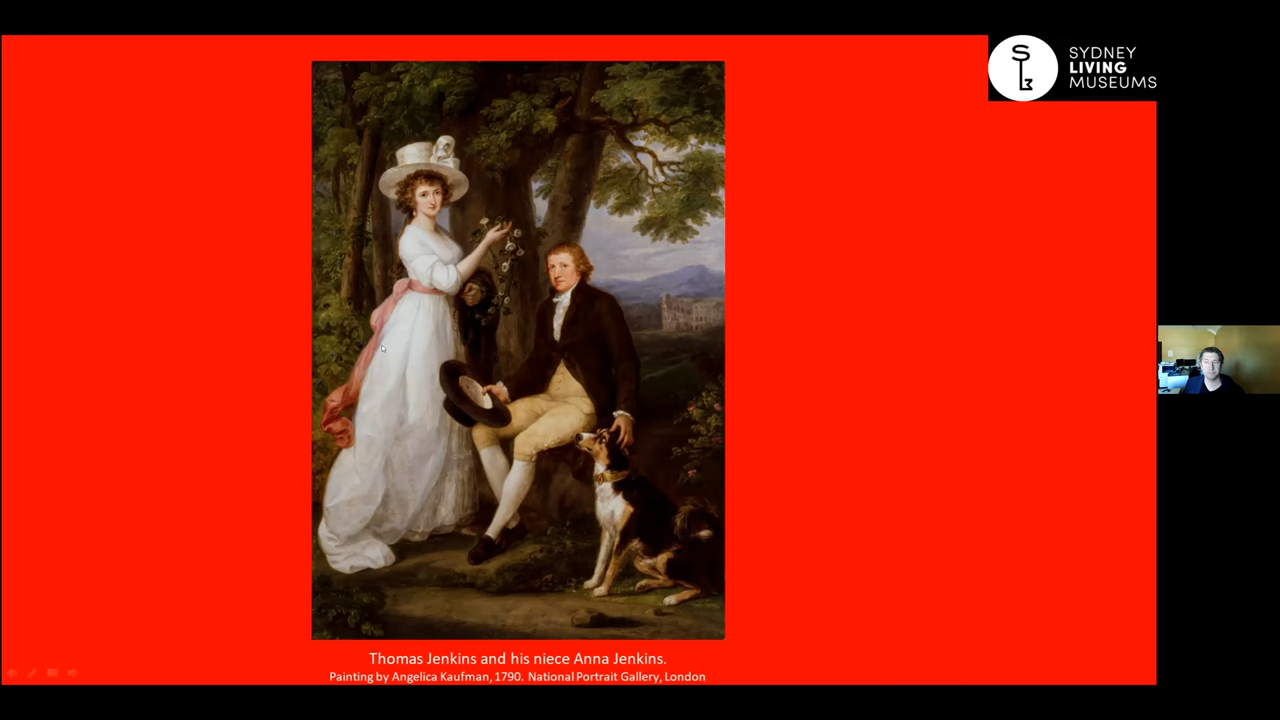 SYDNEY
LIVING
MUSEUMS
Thomas Jenkins and his niece Anna Jenkins.
Painting by Angelica Kaufman, 1790. National Portrait Gallery, London